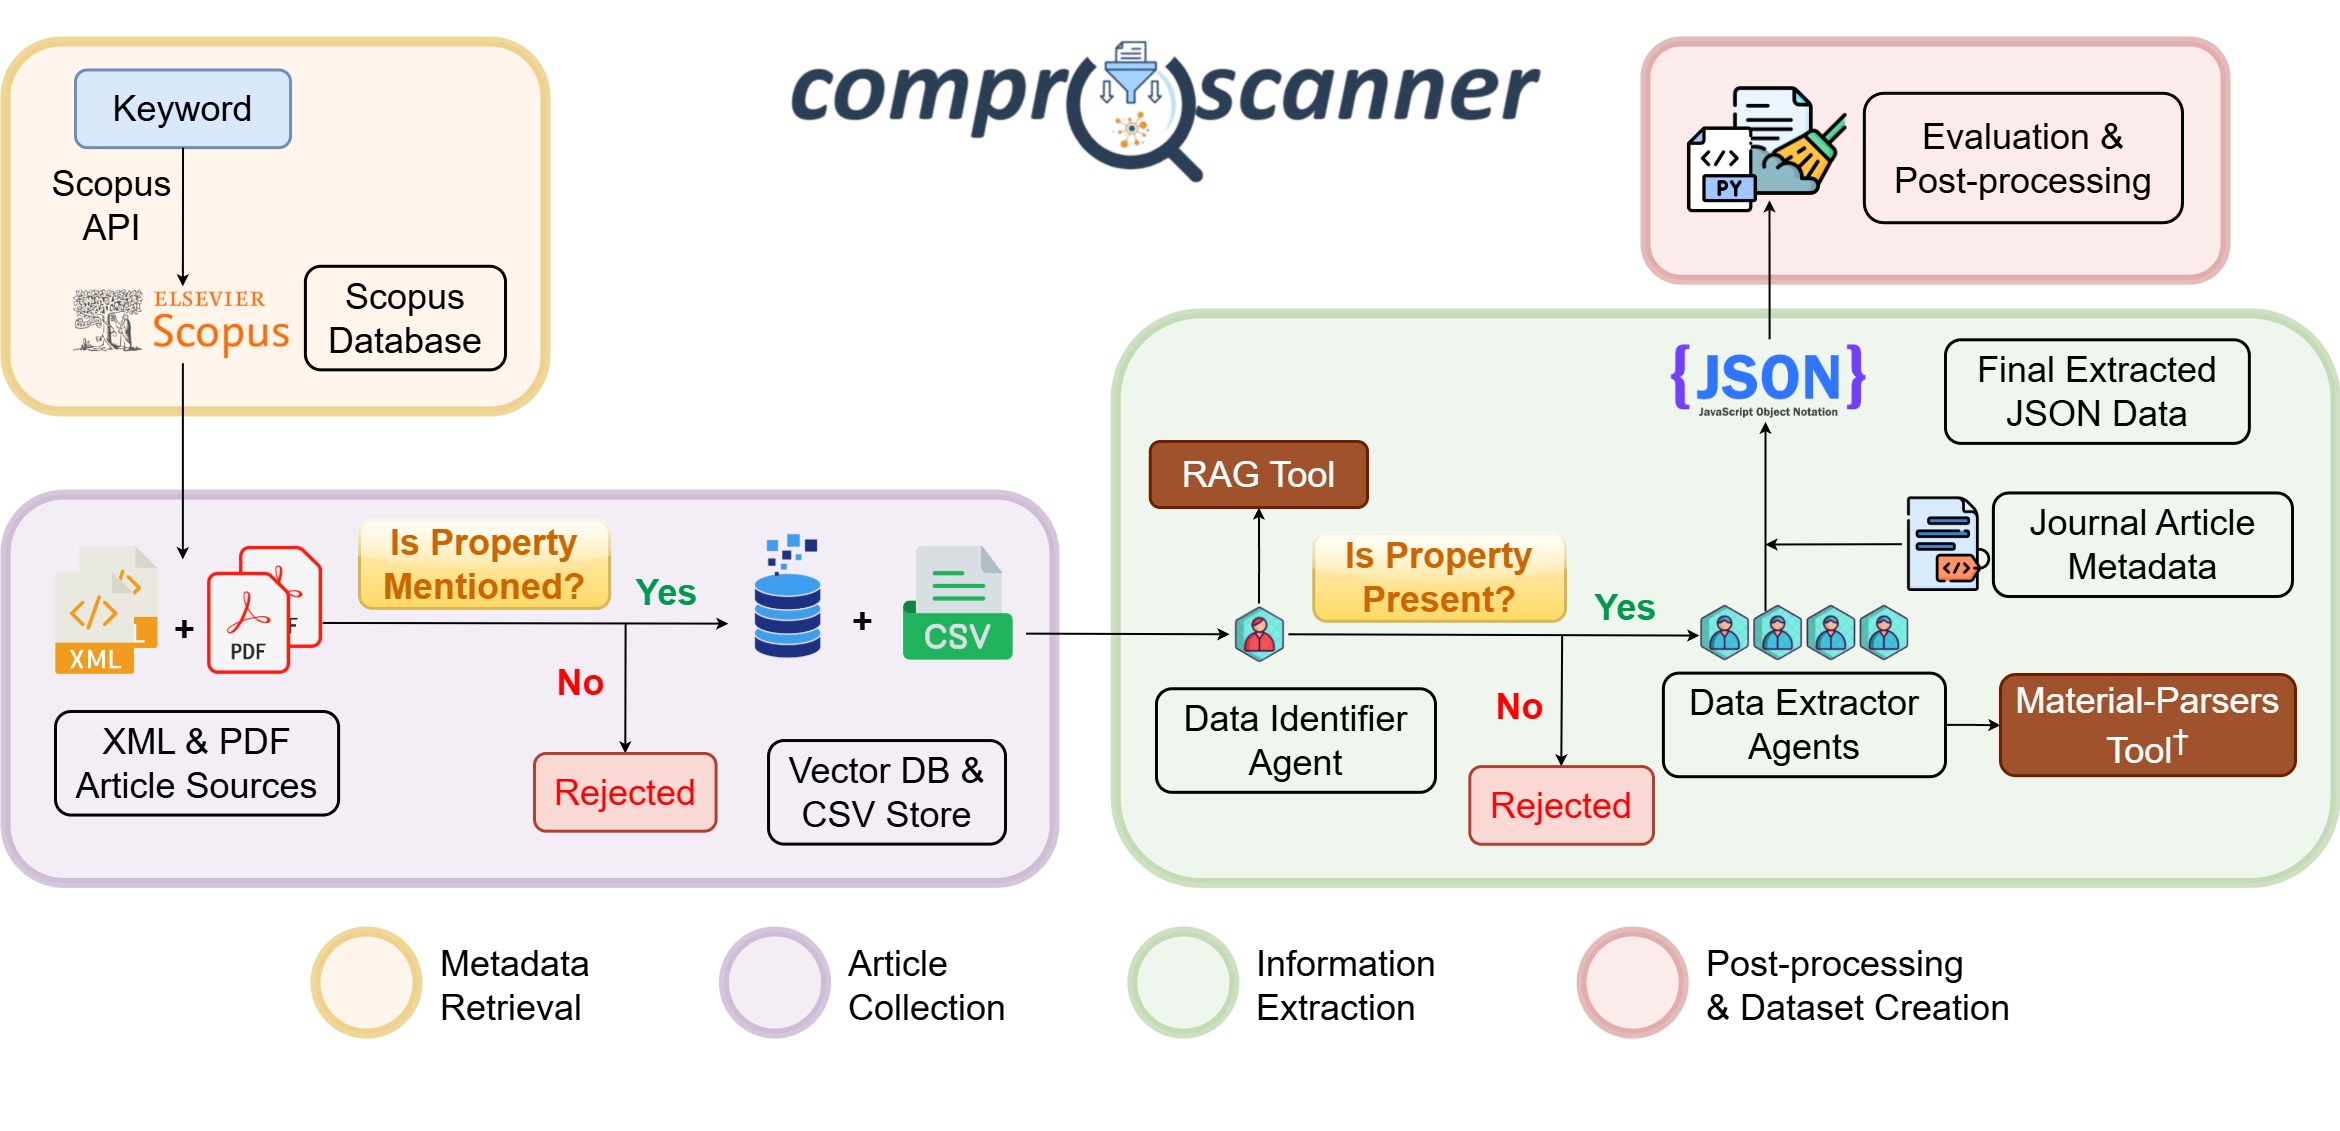 comproscanner
Keyword
Scopus
API
ELSEVIER
Scopus
Scopus
Database
Evaluation &
Post-processing
</>
PY
{JSON}
JavaScript Object Notation
Final Extracted
JSON Data
Journal Article
Metadata
</>
RAG Tool
Is Property
Mentioned?
Yes
No
Rejected
</>
XML
+
PDF
XML & PDF
Article Sources
+
CSV
Vector DB &
CSV Store
Is Property
Present?
Yes
No
Rejected
Data Identifier
Agent
Data Extractor
Agents
Material-Parsers
Tool†
Metadata
Retrieval
Article
Collection
Information
Extraction
Post-processing
& Dataset Creation